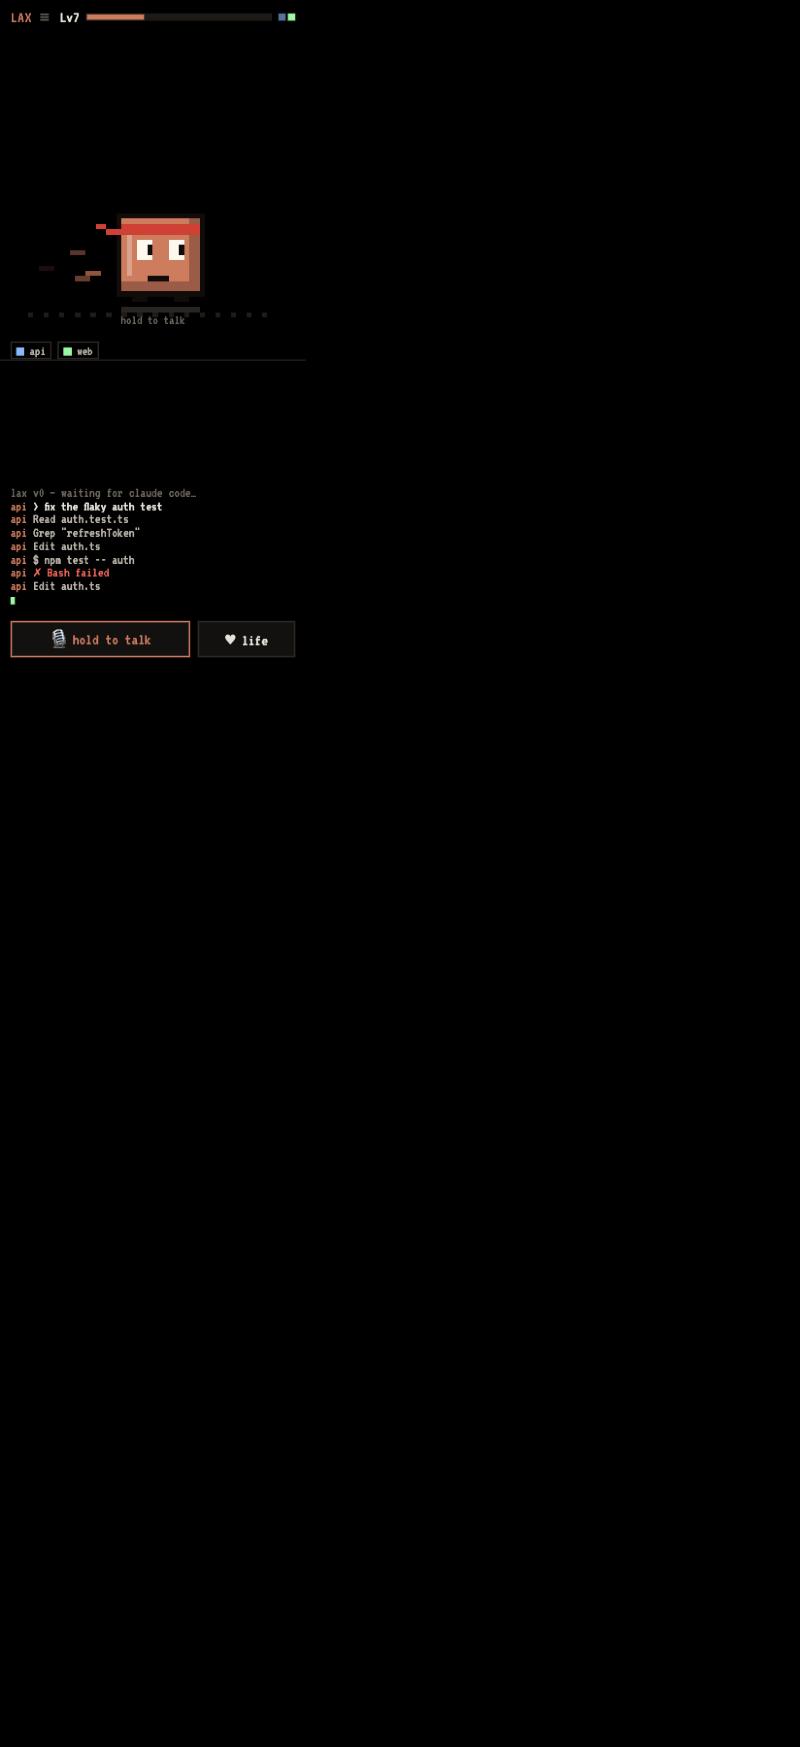 LAX ≡ Lv7
hold to talk
api web
lax v0 — waiting for claude code…
api ❯ fix the flaky auth test
api Read auth.test.ts
api Grep "refreshToken"
api Edit auth.ts
api $ npm test -- auth
api ✗ Bash failed
api Edit auth.ts
🎙 hold to talk ♥ life